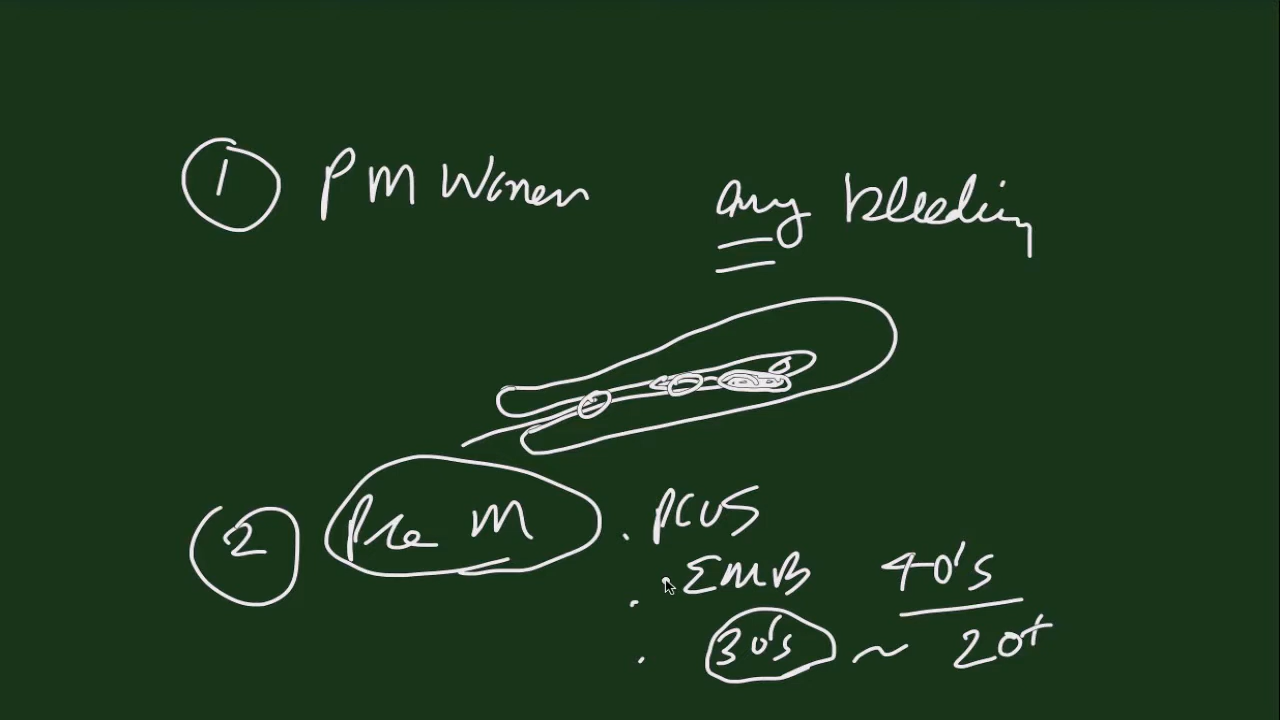 1 PM Women any bleeding
2 Pre M . PCOS
. EMB 40's
. 30's ~ 20+